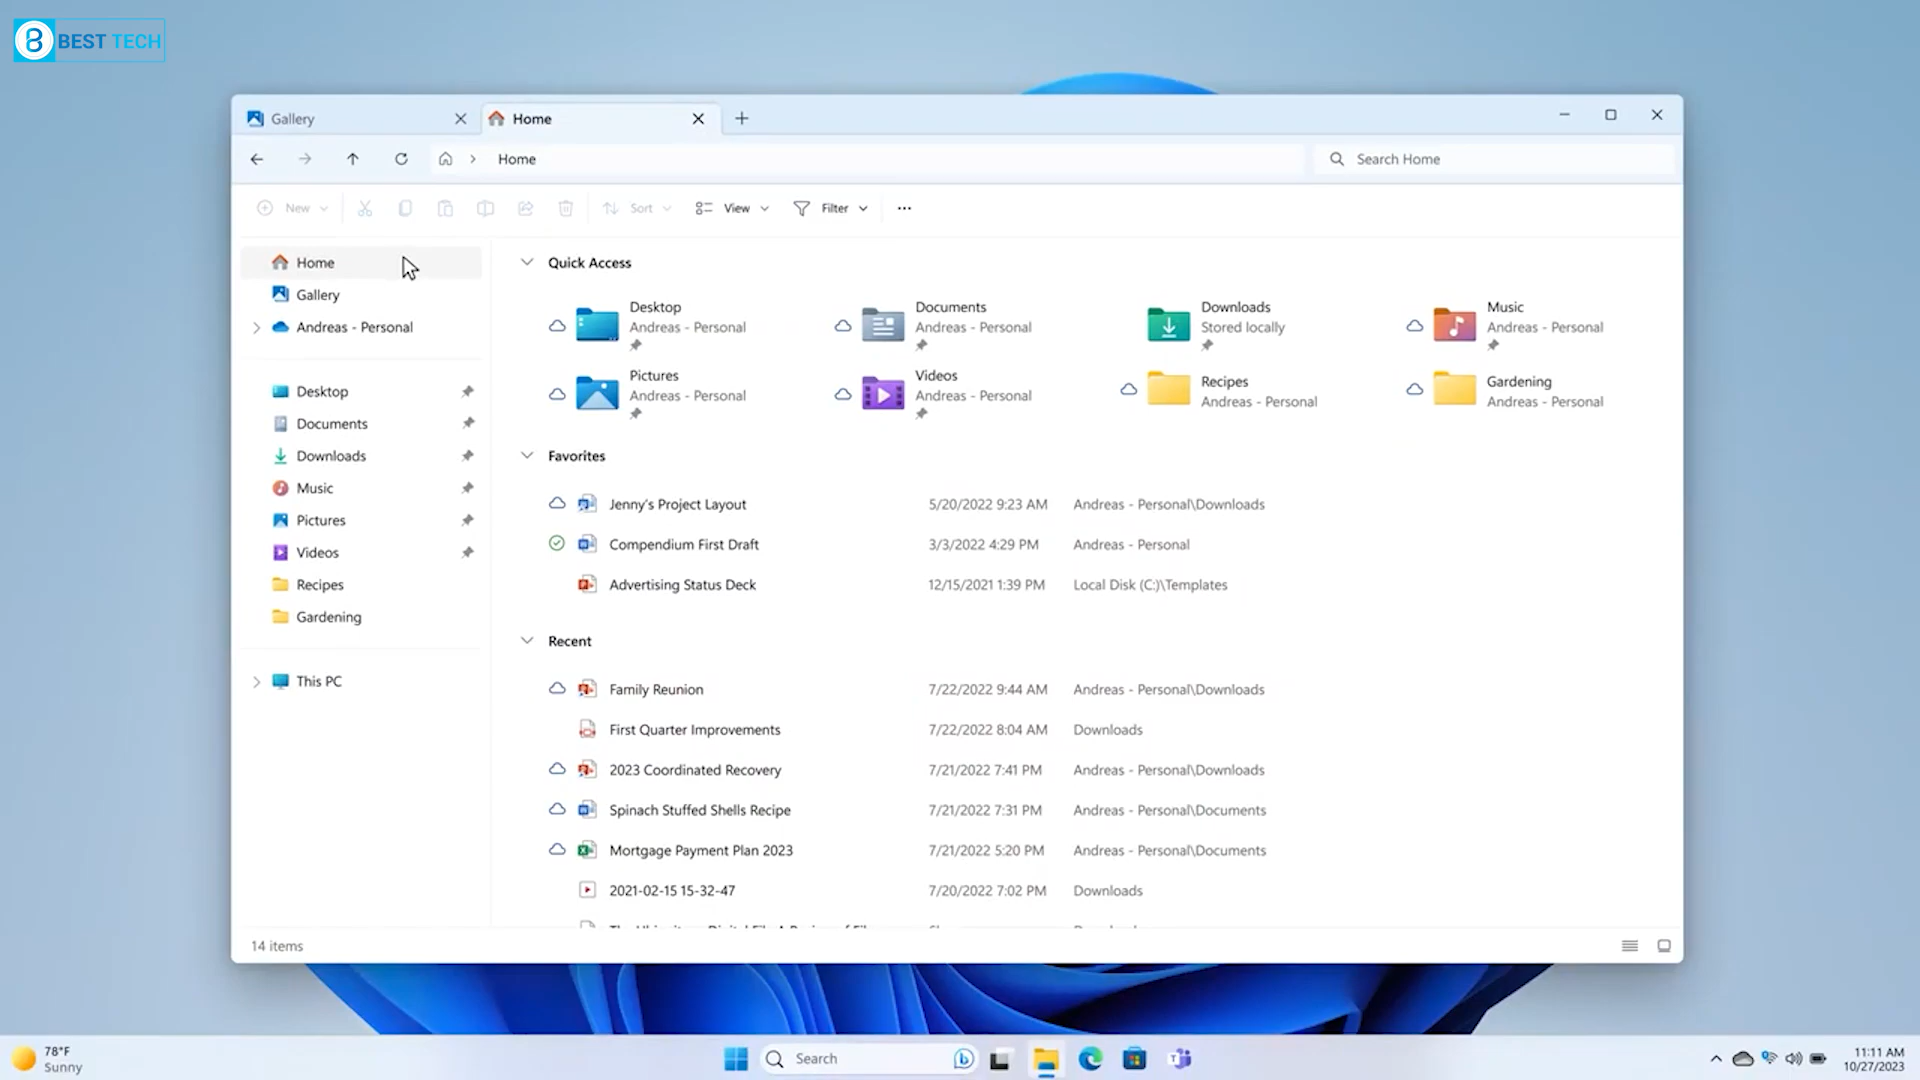 BEST TECH
Gallery
Home
Home
Search Home
New
Sort
View
Filter
Home
Gallery
Andreas - Personal
Desktop
Documents
Downloads
Music
Pictures
Videos
Recipes
Gardening
This PC
Quick Access
Desktop
Andreas - Personal
Documents
Andreas - Personal
Downloads
Stored locally
Music
Andreas - Personal
Pictures
Andreas - Personal
Videos
Andreas - Personal
Recipes
Andreas - Personal
Gardening
Andreas - Personal
Favorites
Jenny's Project Layout 5/20/2022 9:23 AM Andreas - Personal\Downloads
Compendium First Draft 3/3/2022 4:29 PM Andreas - Personal
Advertising Status Deck 12/15/2021 1:39 PM Local Disk (C:)\Templates
Recent
Family Reunion 7/22/2022 9:44 AM Andreas - Personal\Downloads
First Quarter Improvements 7/22/2022 8:04 AM Downloads
2023 Coordinated Recovery 7/21/2022 7:41 PM Andreas - Personal\Downloads
Spinach Stuffed Shells Recipe 7/21/2022 7:31 PM Andreas - Personal\Documents
Mortgage Payment Plan 2023 7/21/2022 5:20 PM Andreas - Personal\Documents
2021-02-15 15-32-47 7/20/2022 7:02 PM Downloads
14 items
78°F
Sunny
Search
11:11 AM
10/27/2023